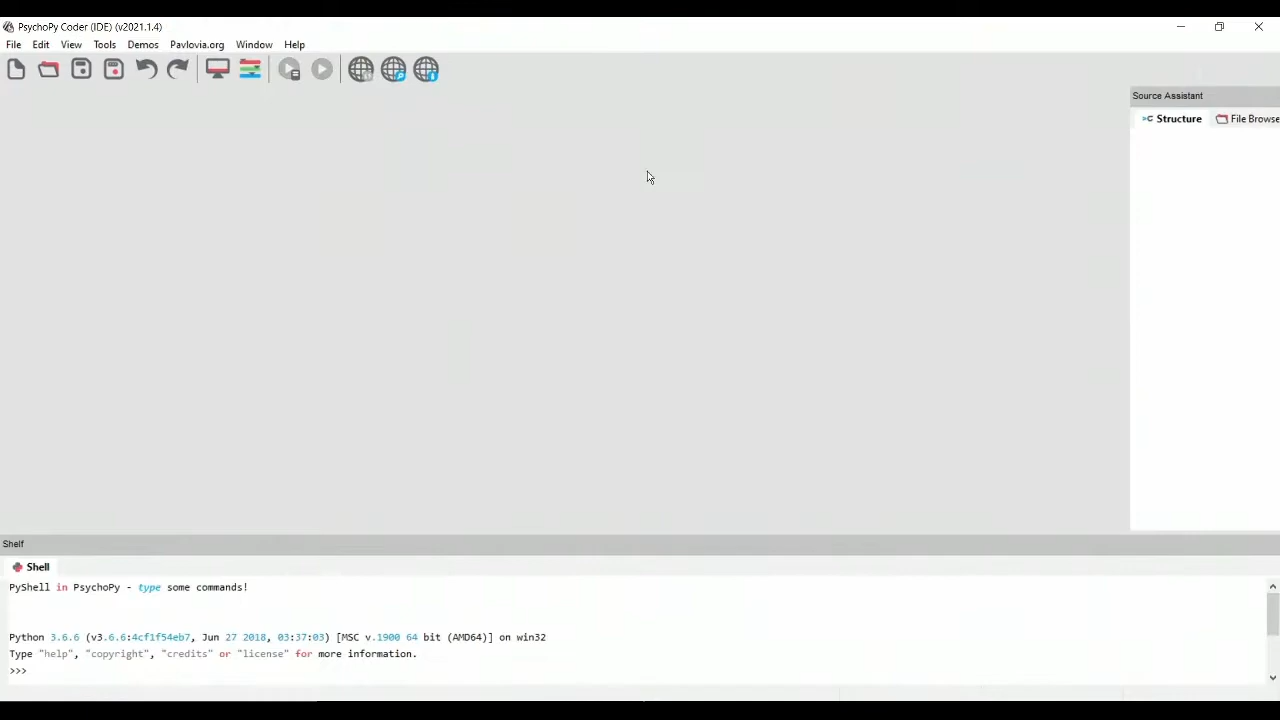 PsychoPy Coder (IDE) (v2021.1.4)
File Edit View Tools Demos Pavlovia.org Window Help
Source Assistant
Structure File Browse
Shelf
Shell
PyShell in PsychoPy - type some commands!
Python 3.6.6 (v3.6.6:4cf1f54eb7, Jun 27 2018, 03:37:03) [MSC v.1900 64 bit (AMD64)] on win32
Type "help", "copyright", "credits" or "license" for more information.
>>>